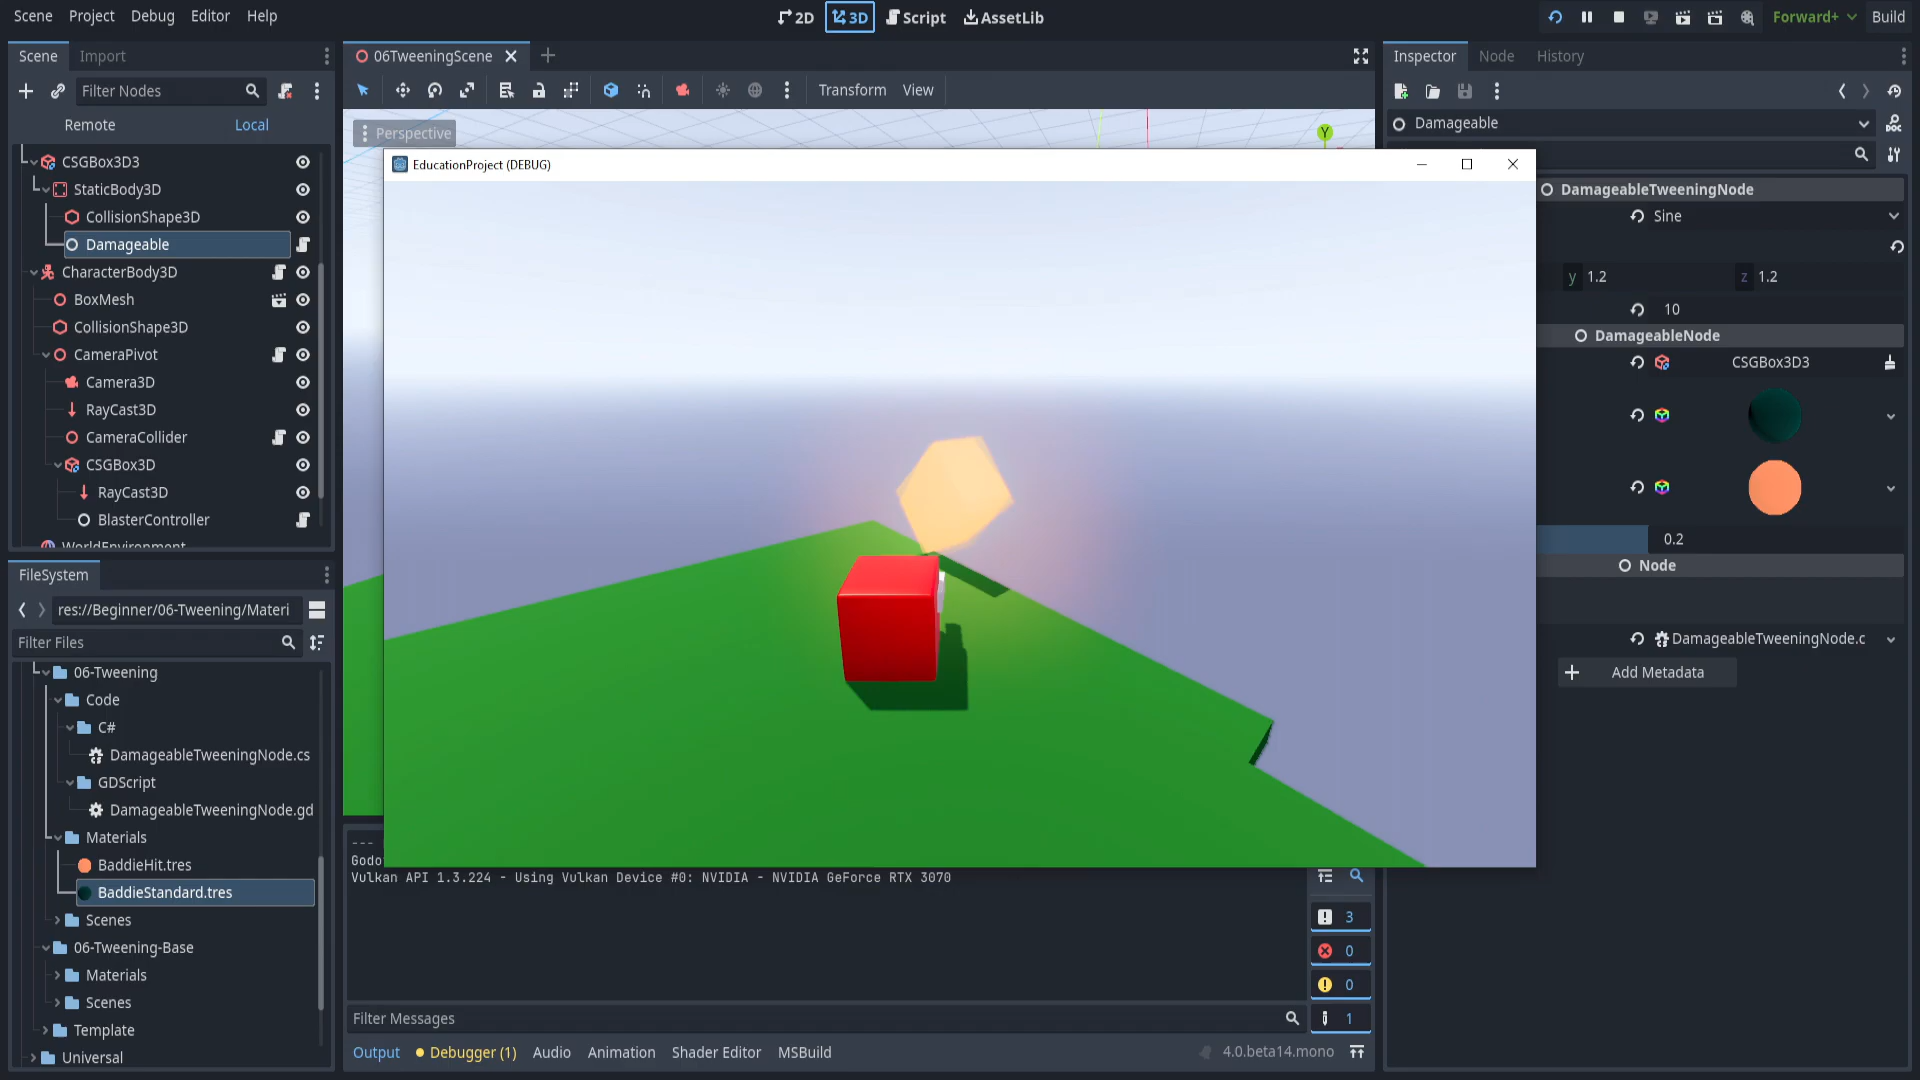 Scene Project Debug Editor Help
2D 3D Script AssetLib
Forward+ Build
Scene Import
06TweeningScene
Inspector Node History
Filter Nodes
Transform View
Remote Local
Perspective
Y
Damageable
DOC
CSGBox3D3
StaticBody3D
CollisionShape3D
Damageable
CharacterBody3D
BoxMesh
CollisionShape3D
CameraPivot
Camera3D
RayCast3D
CameraCollider
CSGBox3D
RayCast3D
BlasterController
WorldEnvironment
EducationProject (DEBUG)
DamageableTweeningNode
Sine
y 1.2 z 1.2
10
DamageableNode
CSGBox3D3
0.2
Node
DamageableTweeningNode.c
Add Metadata
FileSystem
res://Beginner/06-Tweening/Materi
Filter Files
06-Tweening
Code
C#
DamageableTweeningNode.cs
GDScript
DamageableTweeningNode.gd
Materials
BaddieHit.tres
BaddieStandard.tres
Scenes
06-Tweening-Base
Materials
Scenes
Template
Universal
---
Godo
Vulkan API 1.3.224 - Using Vulkan Device #0: NVIDIA - NVIDIA GeForce RTX 3070
3
0
0
1
Filter Messages
Output Debugger (1) Audio Animation Shader Editor MSBuild
4.0.beta14.mono